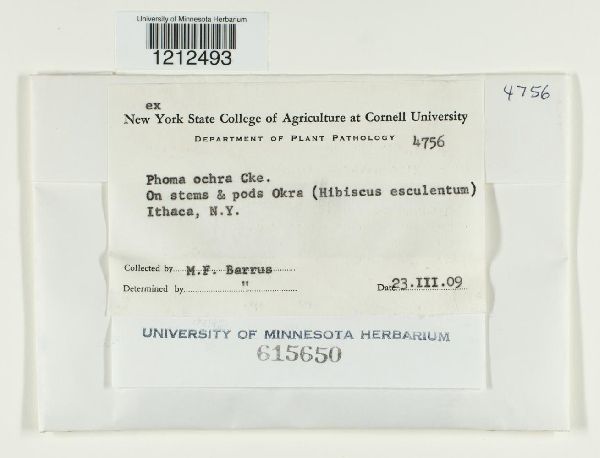 University of Minnesota Herbarium
1212493
4756
ex
New York State College of Agriculture at Cornell University
DEPARTMENT OF PLANT PATHOLOGY 4756
Phoma ochra Cke.
On stems & pods Okra (Hibiscus esculentum)
Ithaca, N.Y.
Collected by M.F. Barrus
Determined by " Date 23.III.09
UNIVERSITY OF MINNESOTA HERBARIUM
615650